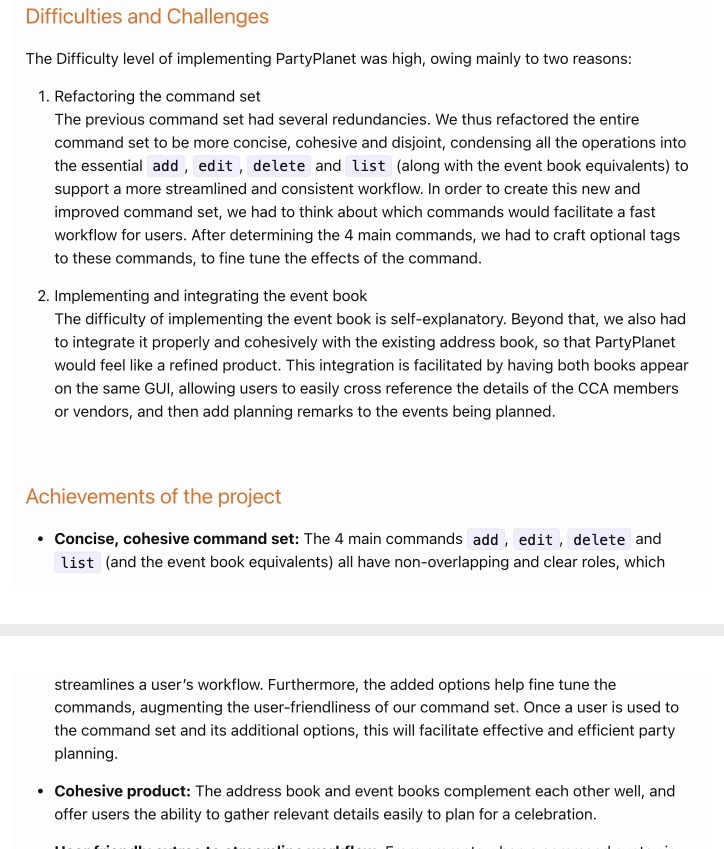 Difficulties and Challenges
The Difficulty level of implementing PartyPlanet was high, owing mainly to two reasons:
1. Refactoring the command set
The previous command set had several redundancies. We thus refactored the entire
command set to be more concise, cohesive and disjoint, condensing all the operations into
the essential add , edit , delete and list (along with the event book equivalents) to
support a more streamlined and consistent workflow. In order to create this new and
improved command set, we had to think about which commands would facilitate a fast
workflow for users. After determining the 4 main commands, we had to craft optional tags
to these commands, to fine tune the effects of the command.
2. Implementing and integrating the event book
The difficulty of implementing the event book is self-explanatory. Beyond that, we also had
to integrate it properly and cohesively with the existing address book, so that PartyPlanet
would feel like a refined product. This integration is facilitated by having both books appear
on the same GUI, allowing users to easily cross reference the details of the CCA members
or vendors, and then add planning remarks to the events being planned.
Achievements of the project
• Concise, cohesive command set: The 4 main commands add , edit , delete and
list (and the event book equivalents) all have non-overlapping and clear roles, which
streamlines a user's workflow. Furthermore, the added options help fine tune the
commands, augmenting the user-friendliness of our command set. Once a user is used to
the command set and its additional options, this will facilitate effective and efficient party
planning.
• Cohesive product: The address book and event books complement each other well, and
offer users the ability to gather relevant details easily to plan for a celebration.